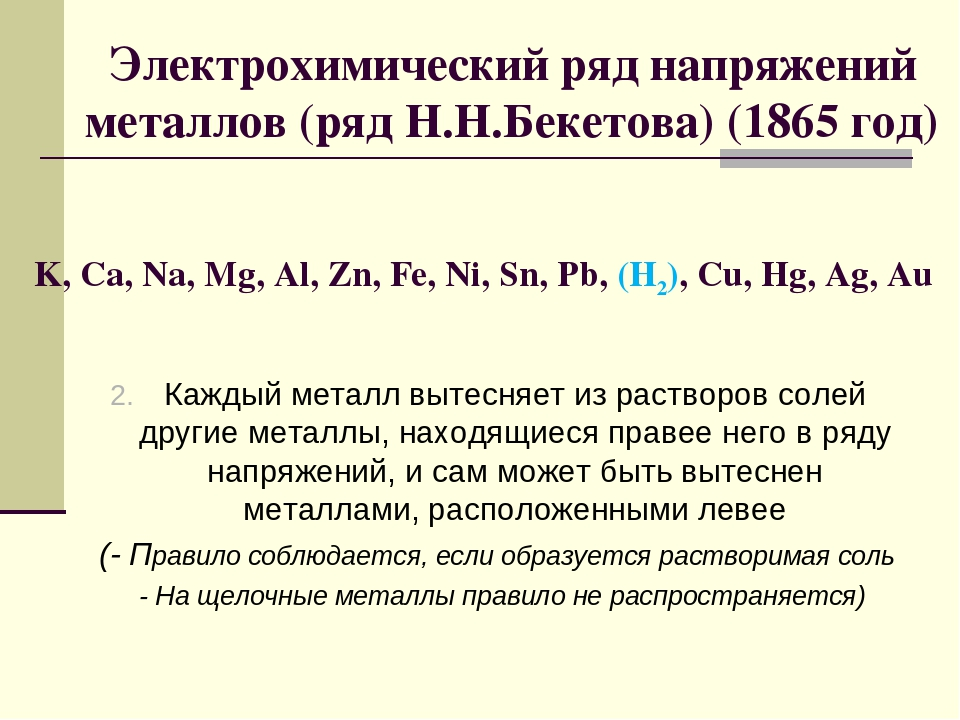 Электрохимический ряд напряжений
металлов (ряд Н.Н.Бекетова) (1865 год)
K, Ca, Na, Mg, Al, Zn, Fe, Ni, Sn, Pb, (H₂), Cu, Hg, Ag, Au
2. Каждый металл вытесняет из растворов солей
другие металлы, находящиеся правее него в ряду
напряжений, и сам может быть вытеснен
металлами, расположенными левее
(- Правило соблюдается, если образуется растворимая соль
- На щелочные металлы правило не распространяется)